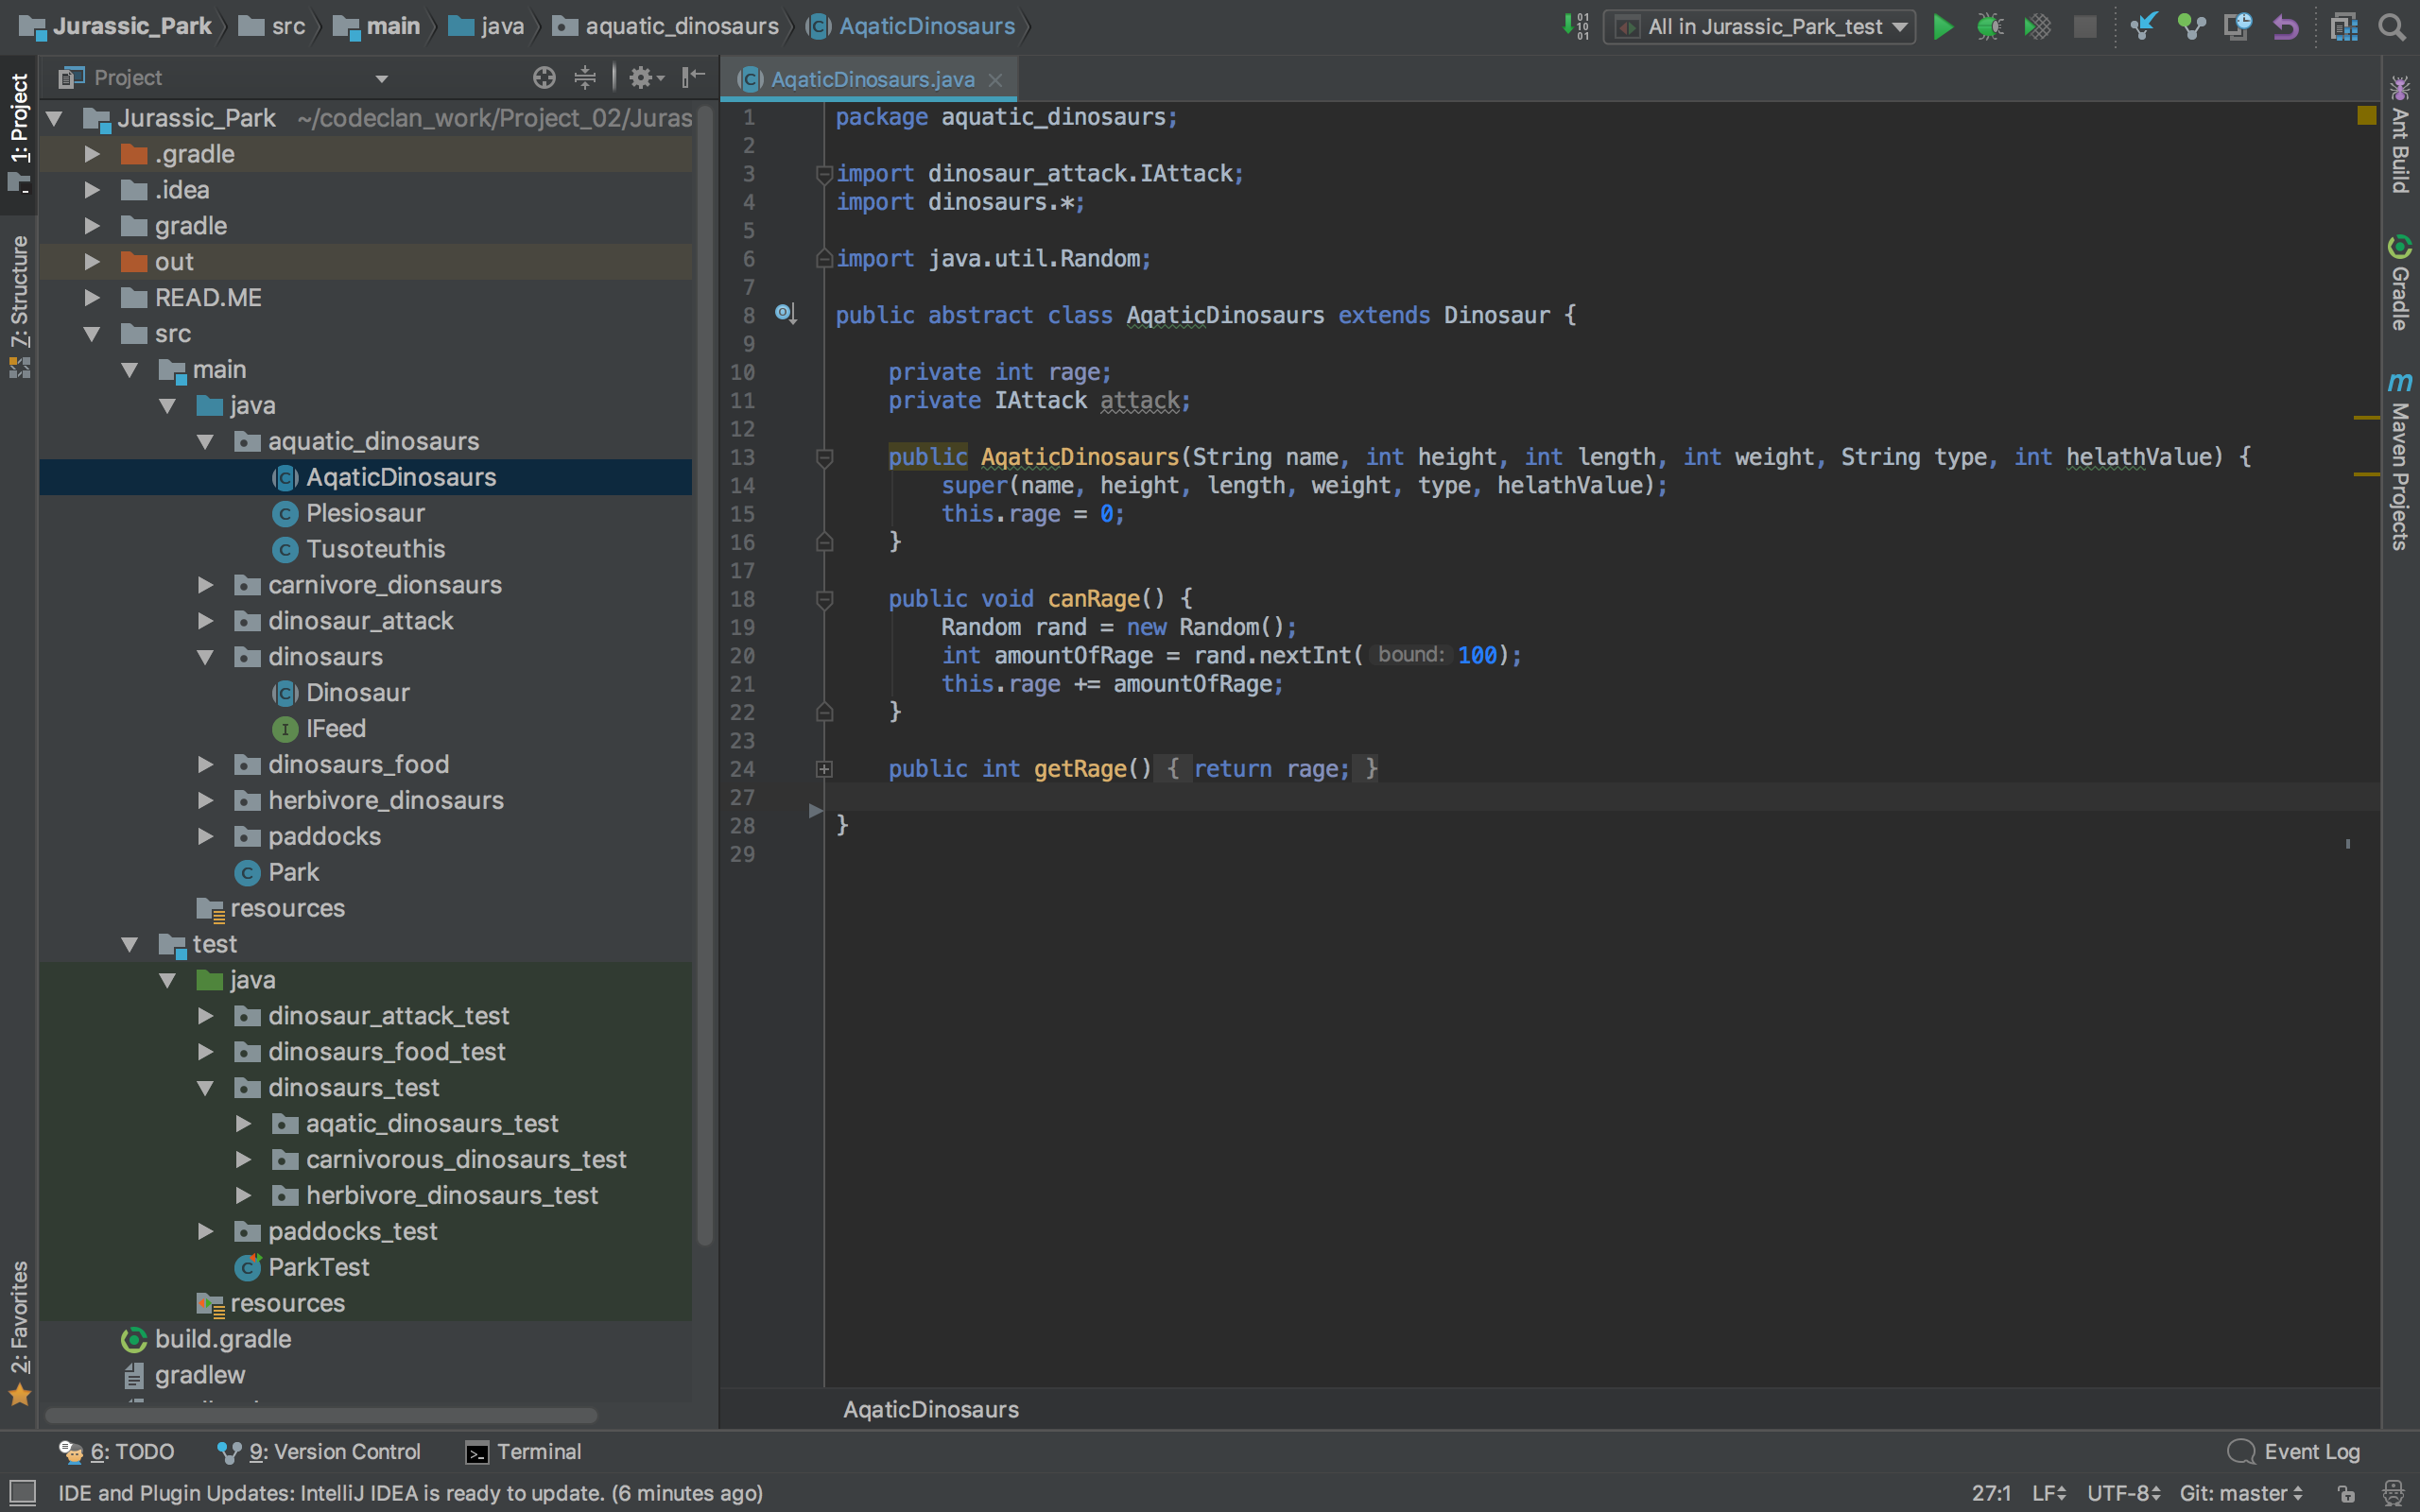 Jurassic_Park src main java aquatic_dinosaurs AqaticDinosaurs
All in Jurassic_Park_test
Project
AqaticDinosaurs.java
1: Project
7: Structure
2: Favorites
Jurassic_Park ~/codeclan_work/Project_02/Juras
.gradle
.idea
gradle
out
READ.ME
src
main
java
aquatic_dinosaurs
AqaticDinosaurs
Plesiosaur
Tusoteuthis
carnivore_dionsaurs
dinosaur_attack
dinosaurs
Dinosaur
IFeed
dinosaurs_food
herbivore_dinosaurs
paddocks
Park
resources
test
java
dinosaur_attack_test
dinosaurs_food_test
dinosaurs_test
aqatic_dinosaurs_test
carnivorous_dinosaurs_test
herbivore_dinosaurs_test
paddocks_test
ParkTest
resources
build.gradle
gradlew
1 package aquatic_dinosaurs;
2
3 import dinosaur_attack.IAttack;
4 import dinosaurs.*;
5
6 import java.util.Random;
7
8 public abstract class AqaticDinosaurs extends Dinosaur {
9
10 private int rage;
11 private IAttack attack;
12
13 public AqaticDinosaurs(String name, int height, int length, int weight, String type, int helathValue) {
14 super(name, height, length, weight, type, helathValue);
15 this.rage = 0;
16 }
17
18 public void canRage() {
19 Random rand = new Random();
20 int amountOfRage = rand.nextInt( bound: 100);
21 this.rage += amountOfRage;
22 }
23
24 public int getRage() { return rage; }
27
28 }
29
AqaticDinosaurs
Ant Build
Gradle
Maven Projects
6: TODO 9: Version Control Terminal Event Log
IDE and Plugin Updates: IntelliJ IDEA is ready to update. (6 minutes ago) 27:1 LF UTF-8 Git: master